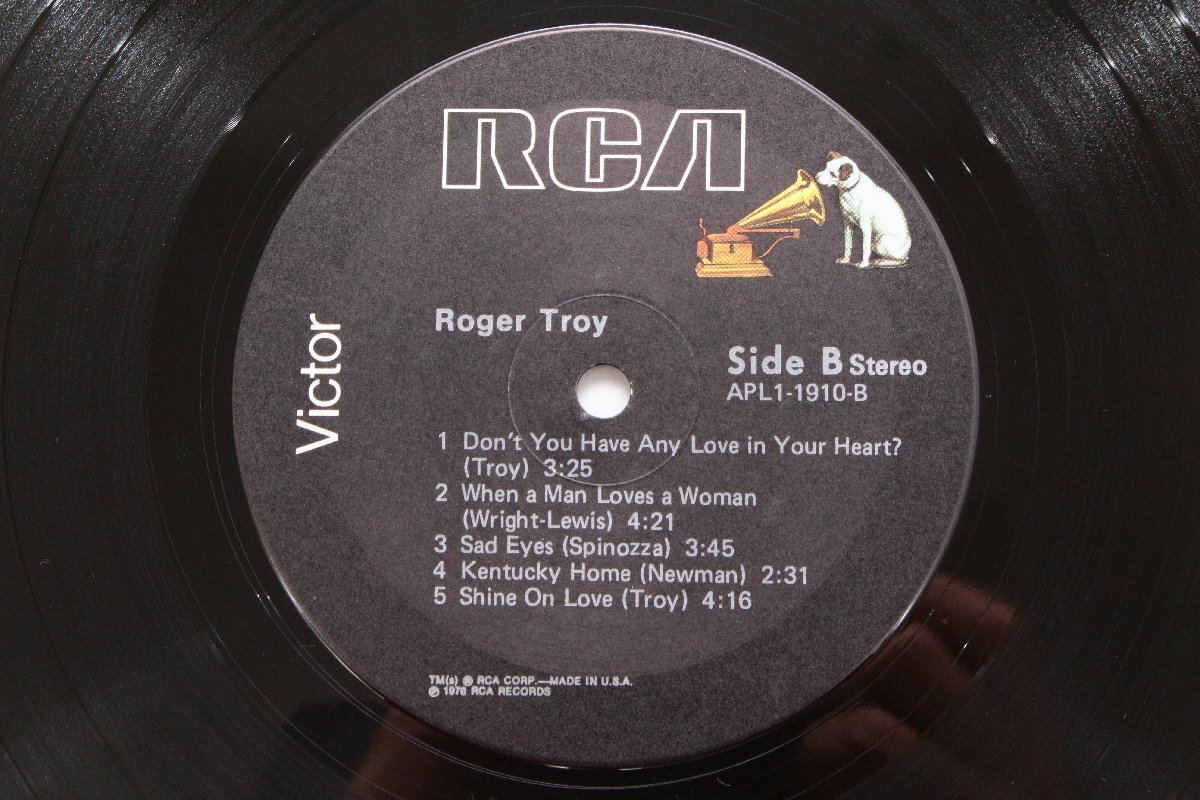 RCA
Victor
Roger Troy
Side B Stereo
APL1-1910-B
1 Don't You Have Any Love in Your Heart?
(Troy) 3:25
2 When a Man Loves a Woman
(Wright-Lewis) 4:21
3 Sad Eyes (Spinozza) 3:45
4 Kentucky Home (Newman) 2:31
5 Shine On Love (Troy) 4:16
TM(s) ® RCA CORP.—MADE IN U.S.A.
℗ 1976 RCA RECORDS